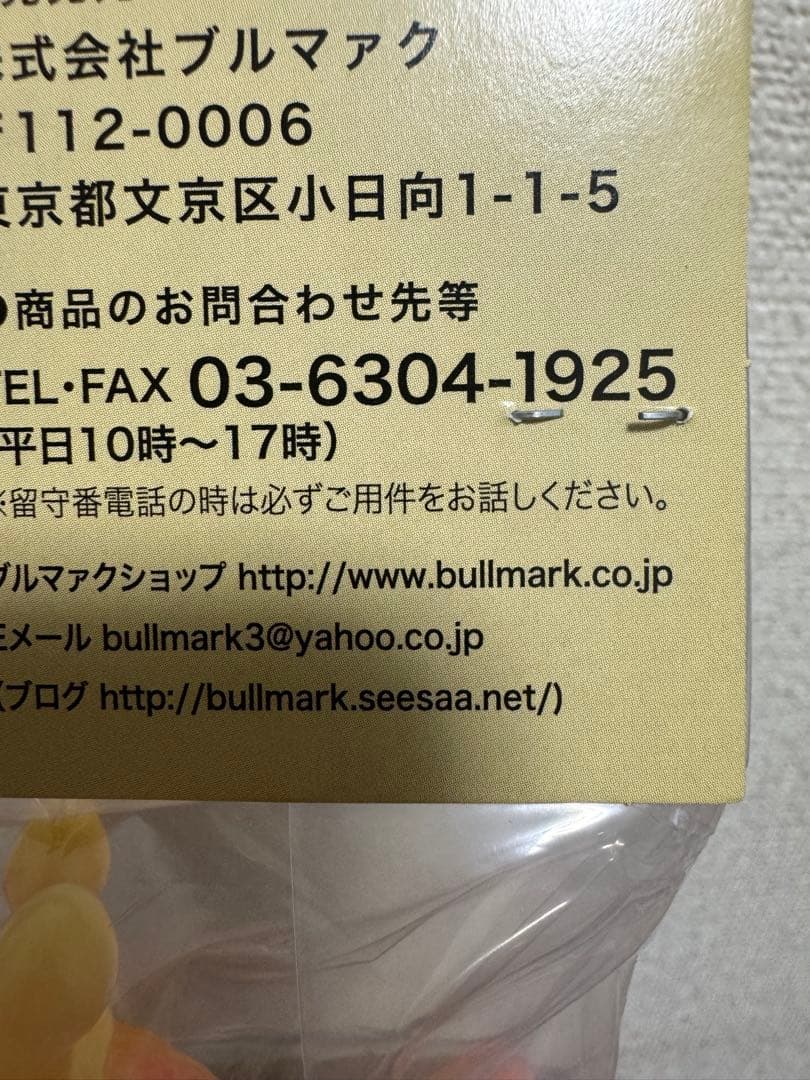 株式会社ブルマァク
〒112-0006
東京都文京区小日向1-1-5
●商品のお問合わせ先等
TEL・FAX 03-6304-1925
(平日10時〜17時)
※留守番電話の時は必ずご用件をお話しください。
ブルマァクショップ http://www.bullmark.co.jp
Eメール bullmark3@yahoo.co.jp
(ブログ http://bullmark.seesaa.net/)